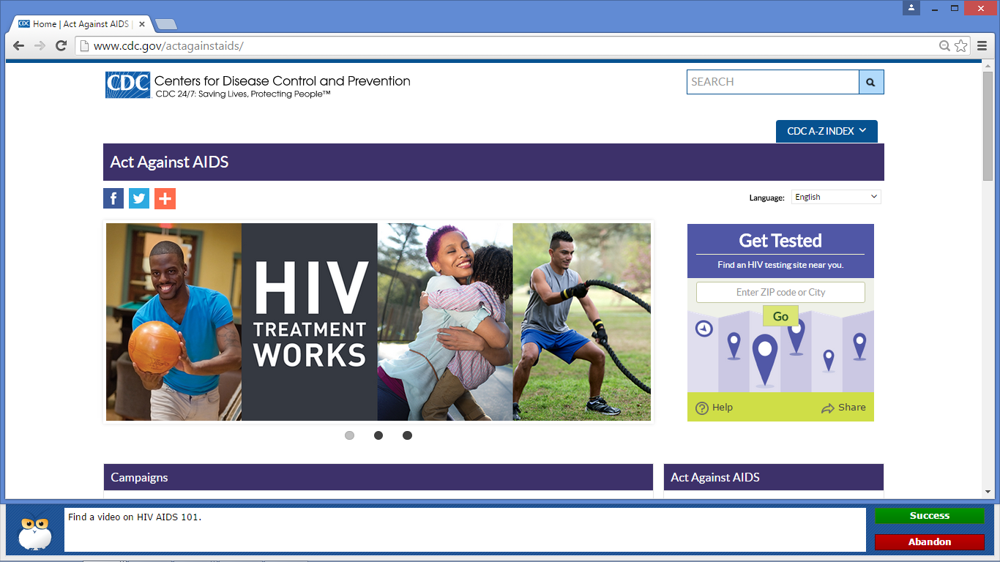 Home | Act Against AIDS |
www.cdc.gov/actagainstaids/
CDC Centers for Disease Control and Prevention
CDC 24/7: Saving Lives, Protecting People™
SEARCH
CDC A-Z INDEX
Act Against AIDS
Language: English
HIV
TREATMENT
WORKS
Get Tested
Find an HIV testing site near you.
Enter ZIP code or City
Go
Help
Share
Campaigns
Act Against AIDS
Find a video on HIV AIDS 101.
Success
Abandon